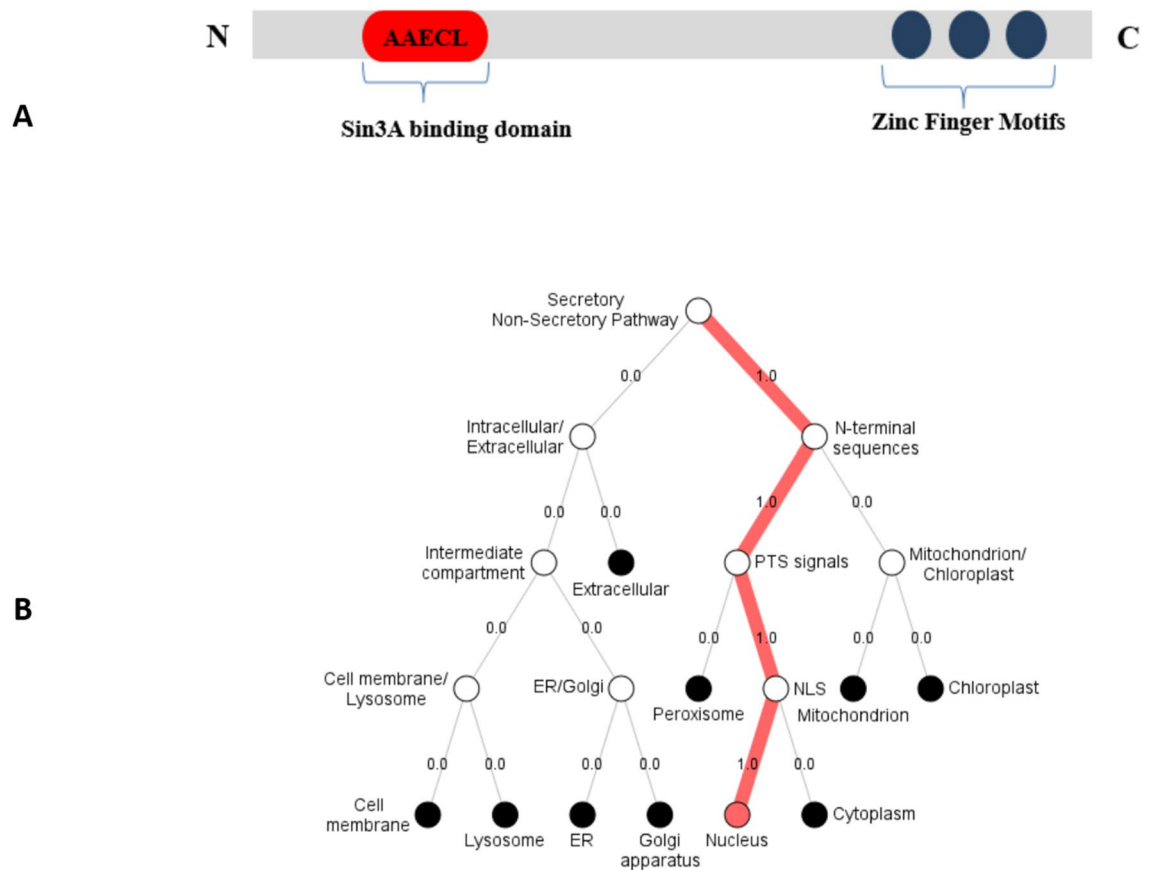 N
AAECL
C
Sin3A binding domain
Zinc Finger Motifs
A
Secretory
Non-Secretory Pathway
0.0
1.0
Intracellular/
Extracellular
N-terminal
sequences
0.0
0.0
1.0
0.0
Intermediate
compartment
Extracellular
PTS signals
Mitochondrion/
Chloroplast
B
0.0
0.0
0.0
1.0
0.0
0.0
Cell membrane/
Lysosome
ER/Golgi
Peroxisome
NLS
Mitochondrion
Chloroplast
0.0
0.0
0.0
0.0
1.0
0.0
Cell
membrane
Lysosome
ER
Golgi
apparatus
Nucleus
Cytoplasm